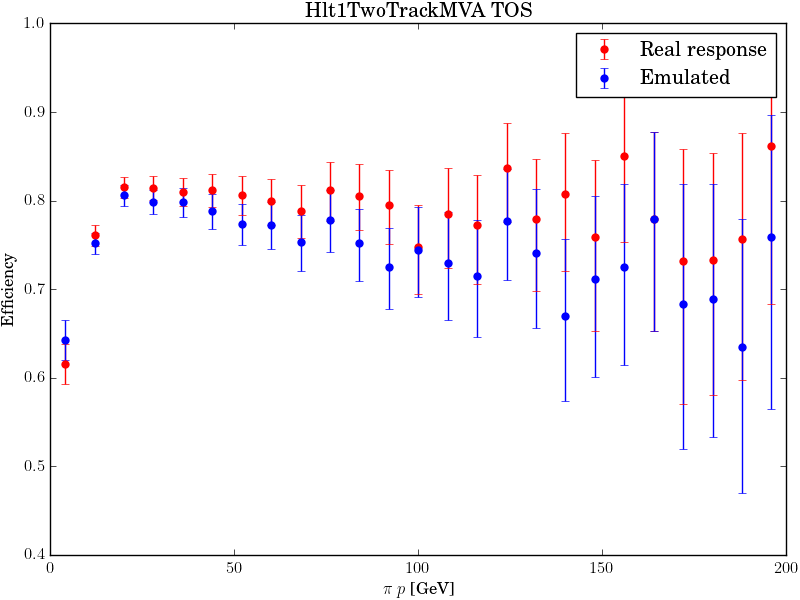 Hlt1TwoTrackMVA TOS
Real response
Emulated
1.0
0.9
0.8
0.7
0.6
0.5
0.4
Efficiency
0
50
100
150
200
π p [GeV]